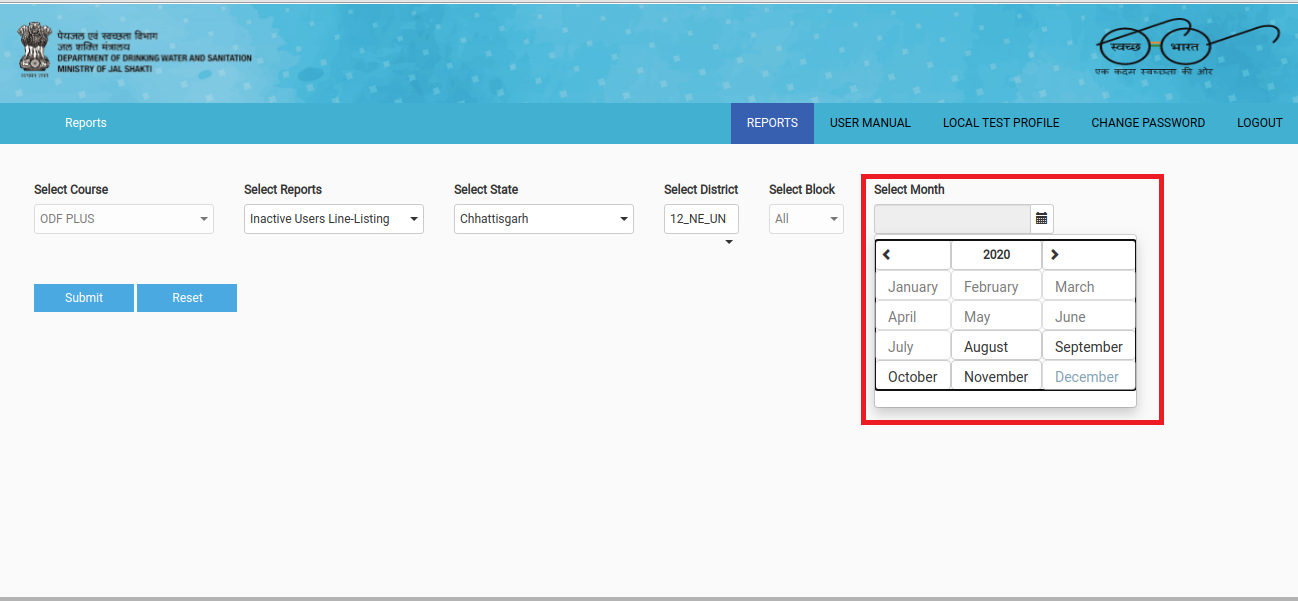 पेयजल एवं स्वच्छता विभाग
जल शक्ति मंत्रालय
DEPARTMENT OF DRINKING WATER AND SANITATION
MINISTRY OF JAL SHAKTI
सत्यमेव जयते
स्वच्छ भारत
एक कदम स्वच्छता की ओर
Reports
REPORTS USER MANUAL LOCAL TEST PROFILE CHANGE PASSWORD LOGOUT
Select Course Select Reports Select State Select District Select Block Select Month
ODF PLUS Inactive Users Line-Listing Chhattisgarh 12_NE_UN All
2020
January February March
April May June
July August September
October November December
Submit Reset